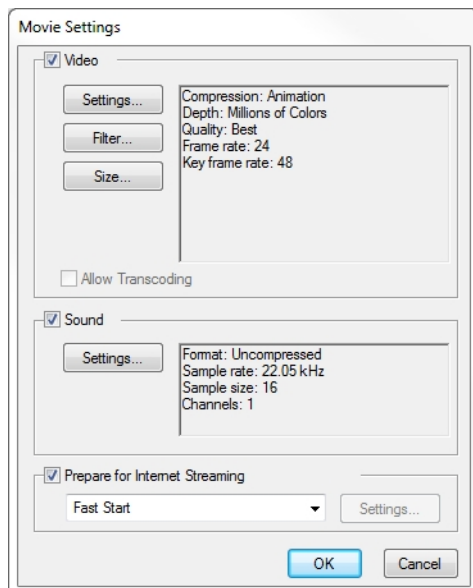 Movie Settings
Video
Settings...
Filter...
Size...
Compression: Animation
Depth: Millions of Colors
Quality: Best
Frame rate: 24
Key frame rate: 48
Allow Transcoding
Sound
Settings...
Format: Uncompressed
Sample rate: 22.05 kHz
Sample size: 16
Channels: 1
Prepare for Internet Streaming
Fast Start
Settings...
OK
Cancel